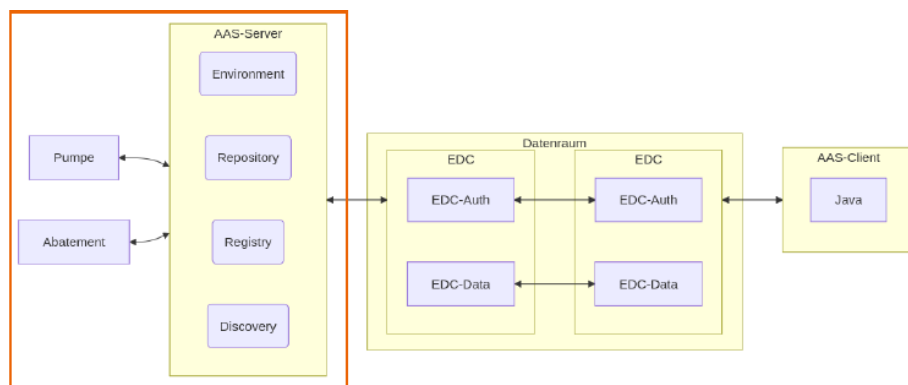 AAS-Server
Environment
Pumpe
Repository
Abatement
Registry
Discovery
Datenraum
EDC
EDC-Auth
EDC-Data
EDC
EDC-Auth
EDC-Data
AAS-Client
Java